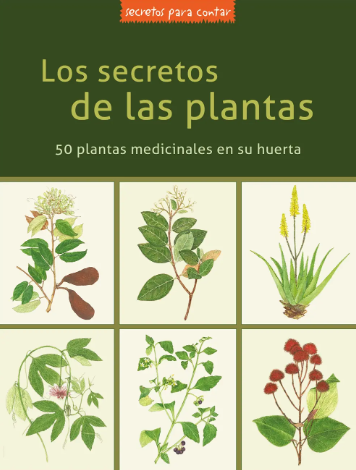 secretos para contar
Los secretos
de las plantas
50 plantas medicinales en su huerta